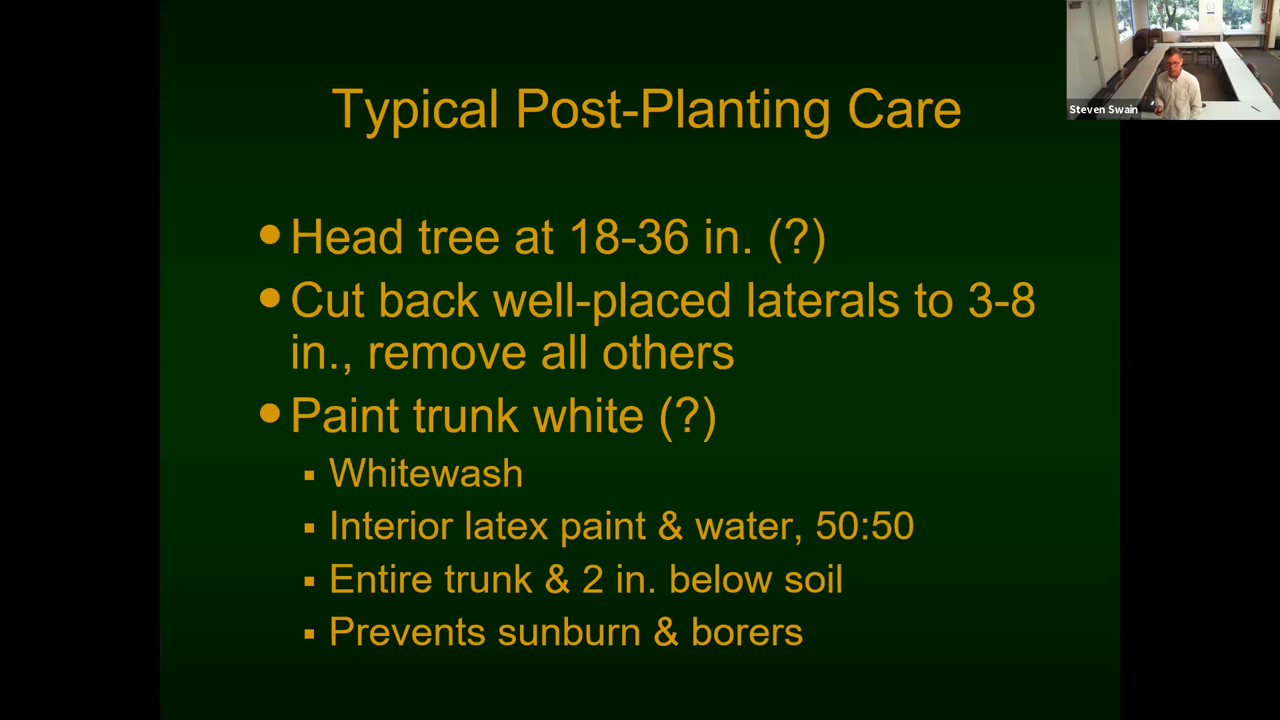 Steven Swain
Typical Post-Planting Care
● Head tree at 18-36 in. (?)
● Cut back well-placed laterals to 3-8
in., remove all others
● Paint trunk white (?)
▪ Whitewash
▪ Interior latex paint & water, 50:50
▪ Entire trunk & 2 in. below soil
▪ Prevents sunburn & borers